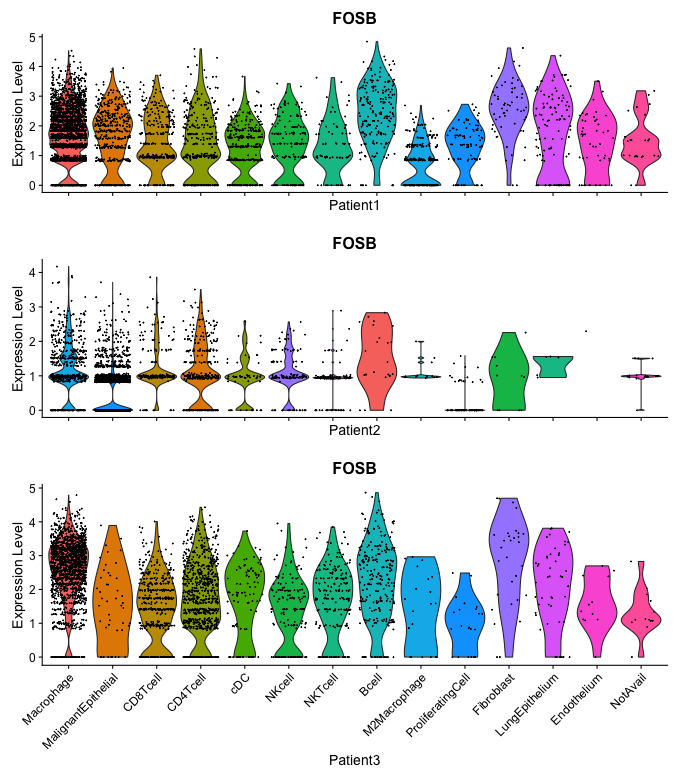 FOSB
Expression Level
5
4
3
2
1
0
Patient1
FOSB
Expression Level
4
3
2
1
0
Patient2
FOSB
Expression Level
5
4
3
2
1
0
Macrophage
MalignantEpithelial
CD8Tcell
CD4Tcell
cDC
NKcell
NKTcell
Bcell
M2Macrophage
ProliferatingCell
Fibroblast
LungEpithelium
Endothelium
NotAvail
Patient3